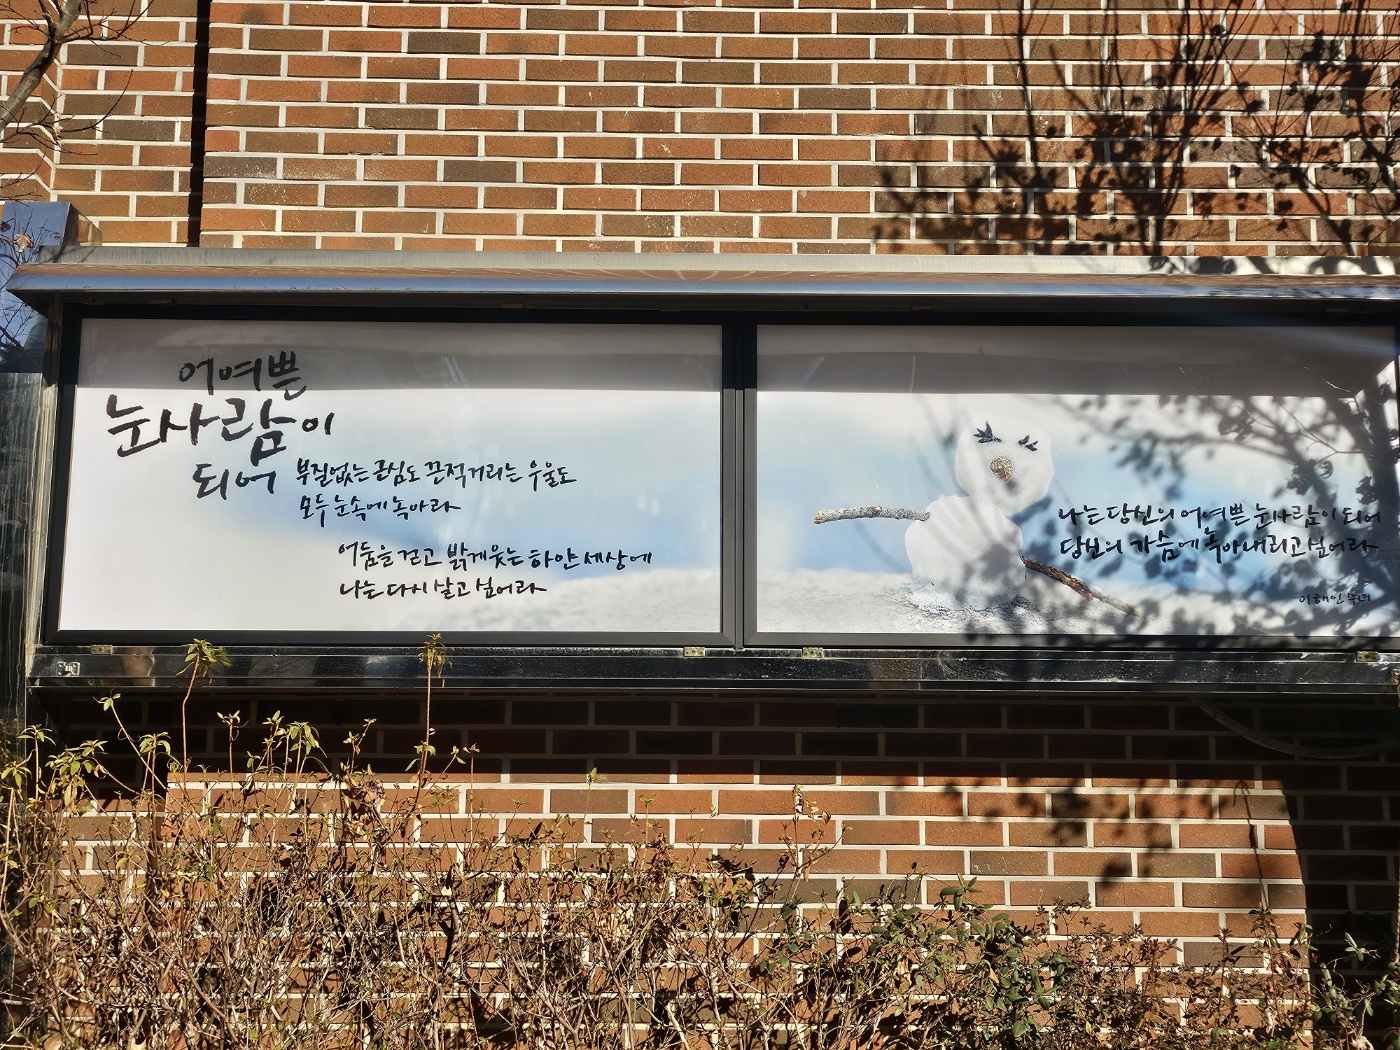 어여쁜
눈사람이
되어
부질없는 근심도 끈적거리는 우울도
모두 눈속에 녹아라
어둠을 걷고 밝게웃는 하얀 세상에
나는 다시 살고 싶어라
나는 당신의 어여쁜 눈사람이 되어
당신의 가슴에 녹아내리고 싶어라
이해인 수녀